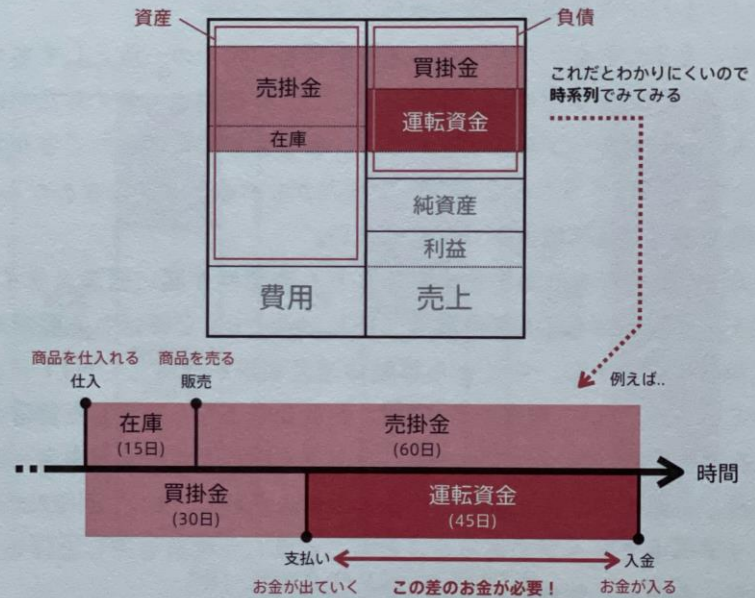 資産
負債
売掛金
在庫
買掛金
運転資金
純資産
利益
費用
売上
これだとわかりにくいので
時系列でみてみる
例えば..
商品を仕入れる
仕入
商品を売る
販売
在庫
(15日)
売掛金
(60日)
時間
買掛金
(30日)
運転資金
(45日)
支払い
入金
お金が出ていく
この差のお金が必要！
お金が入る